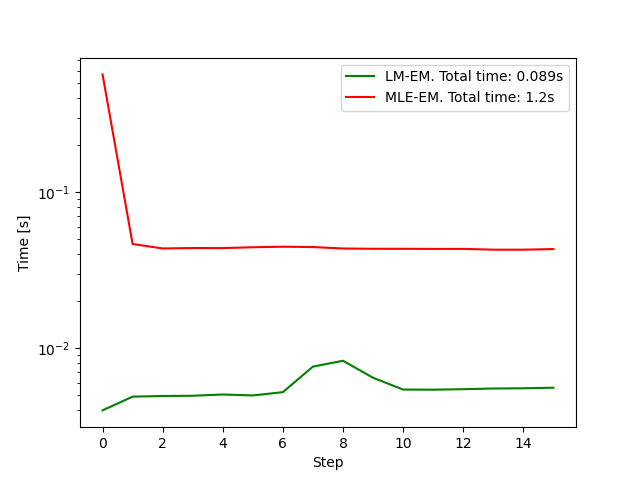 LM-EM. Total time: 0.089s
MLE-EM. Total time: 1.2s
10⁻¹
10⁻²
Time [s]
0 2 4 6 8 10 12 14
Step